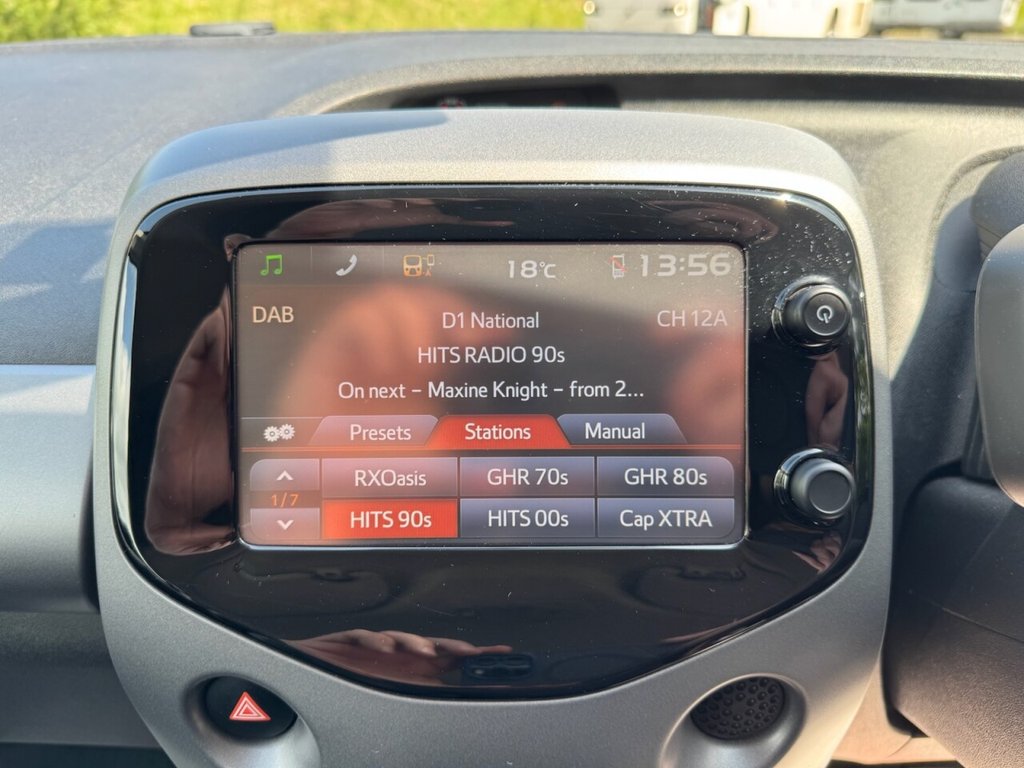 18°C 13:56
DAB D1 National CH 12A
HITS RADIO 90s
On next – Maxine Knight – from 2...
Presets Stations Manual
RXOasis GHR 70s GHR 80s
1/7
HITS 90s HITS 00s Cap XTRA